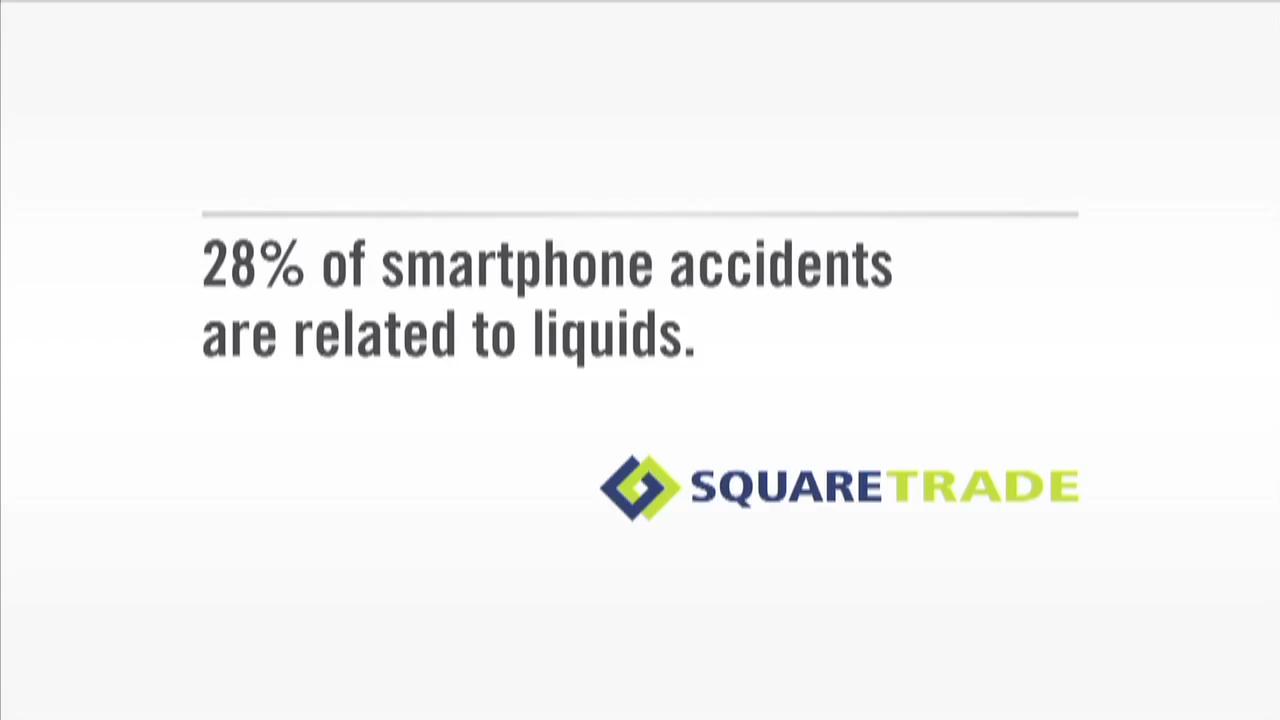 28% of smartphone accidents
are related to liquids.
SQUARETRADE